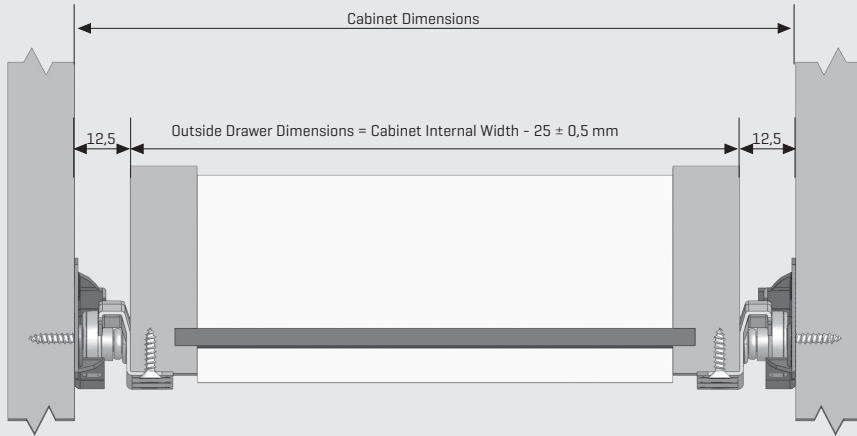 Cabinet Dimensions
Outside Drawer Dimensions = Cabinet Internal Width - 25 ± 0,5 mm
12,5
12,5